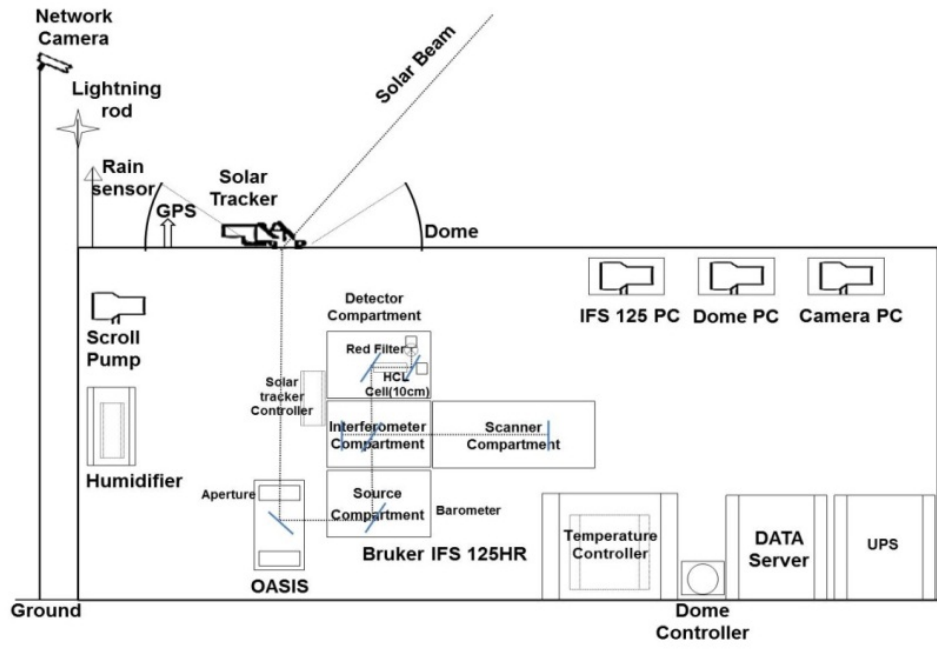 Network
Camera
Lightning
rod
Solar Beam
Rain
sensor
Solar
Tracker
GPS
Dome
Detector
Compartment
IFS 125 PC
Dome PC
Camera PC
Scroll
Pump
Red Filter
HCL
Cell(10cm)
Solar
tracker
Controller
Interferometer
Compartment
Scanner
Compartment
Humidifier
Aperture
Source
Compartment
Barometer
Bruker IFS 125HR
OASIS
Temperature
Controller
DATA
Server
UPS
Ground
Dome
Controller